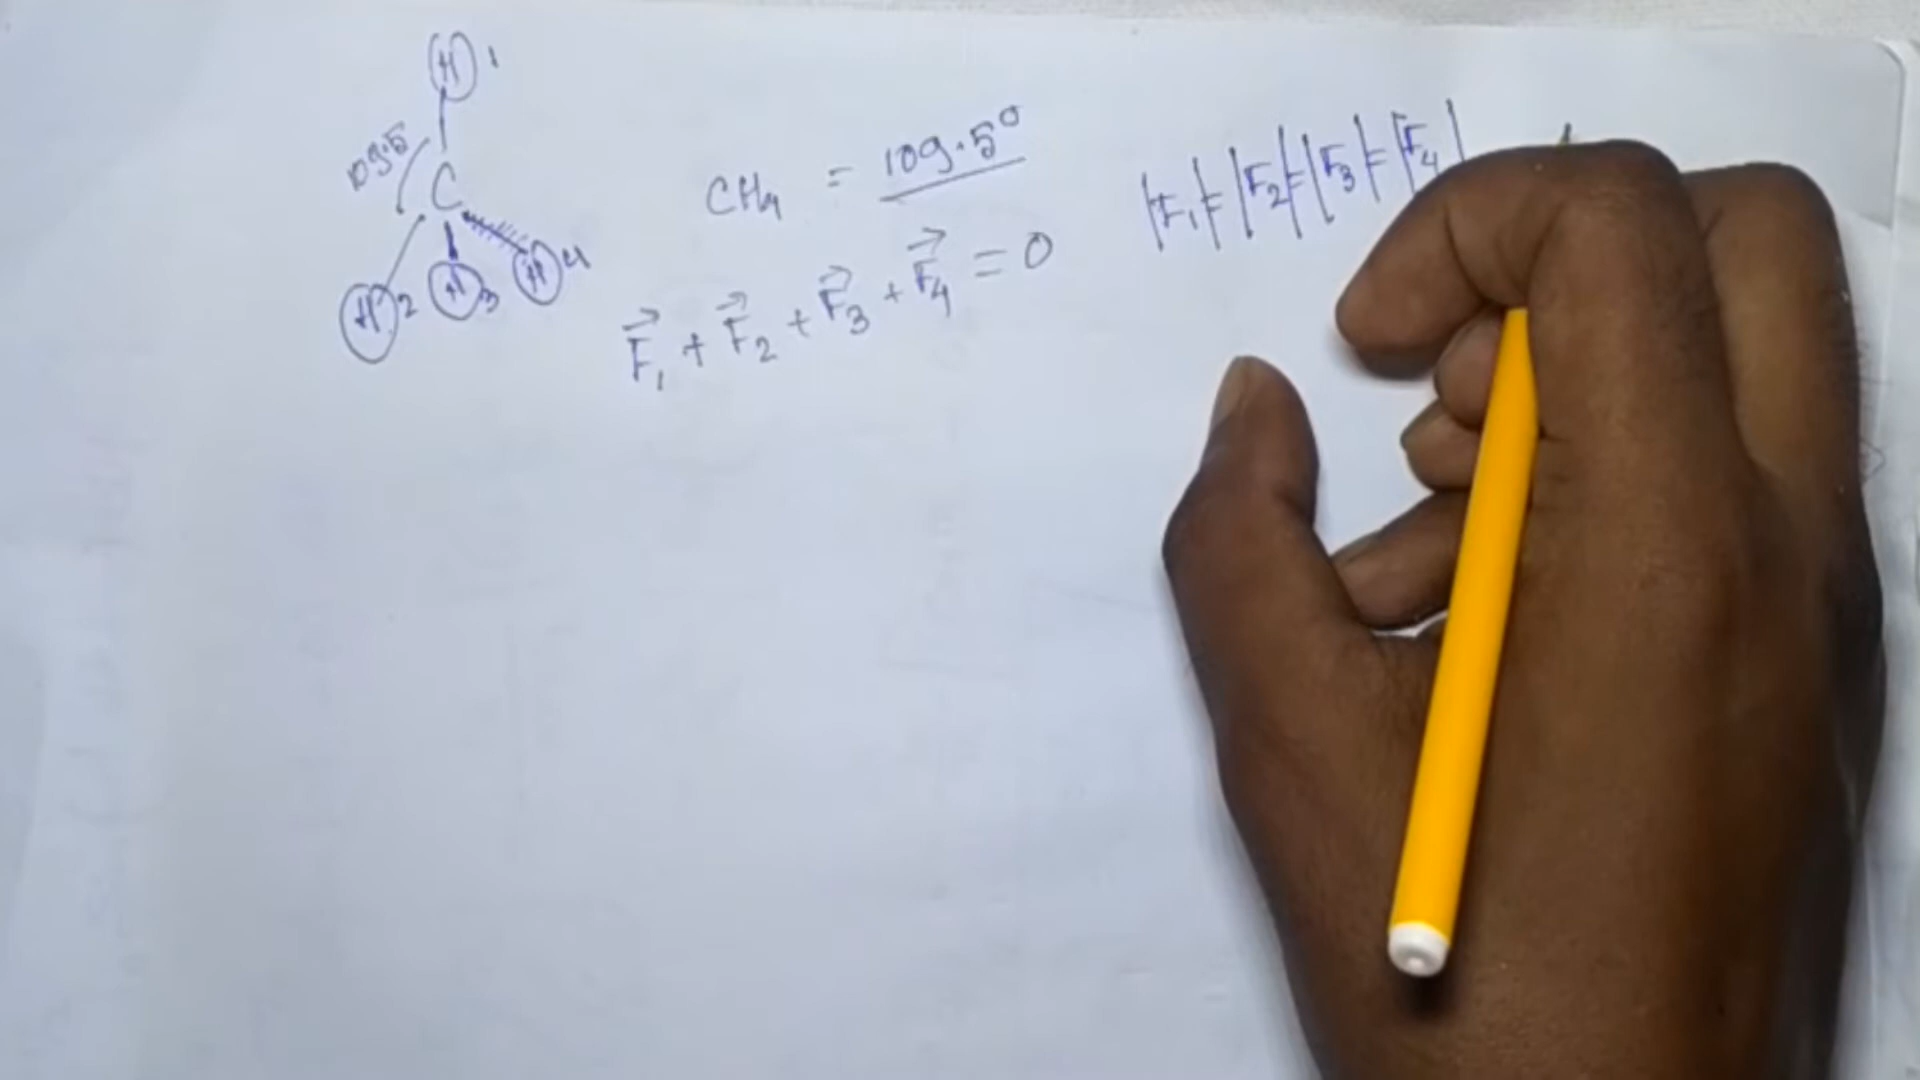 H 1
109.5
C
H 2 H 3 H 4
CH4 = 109.5°
F⃗1 + F⃗2 + F⃗3 + F⃗4 = 0
|F1| = |F2| = |F3| = |F4|